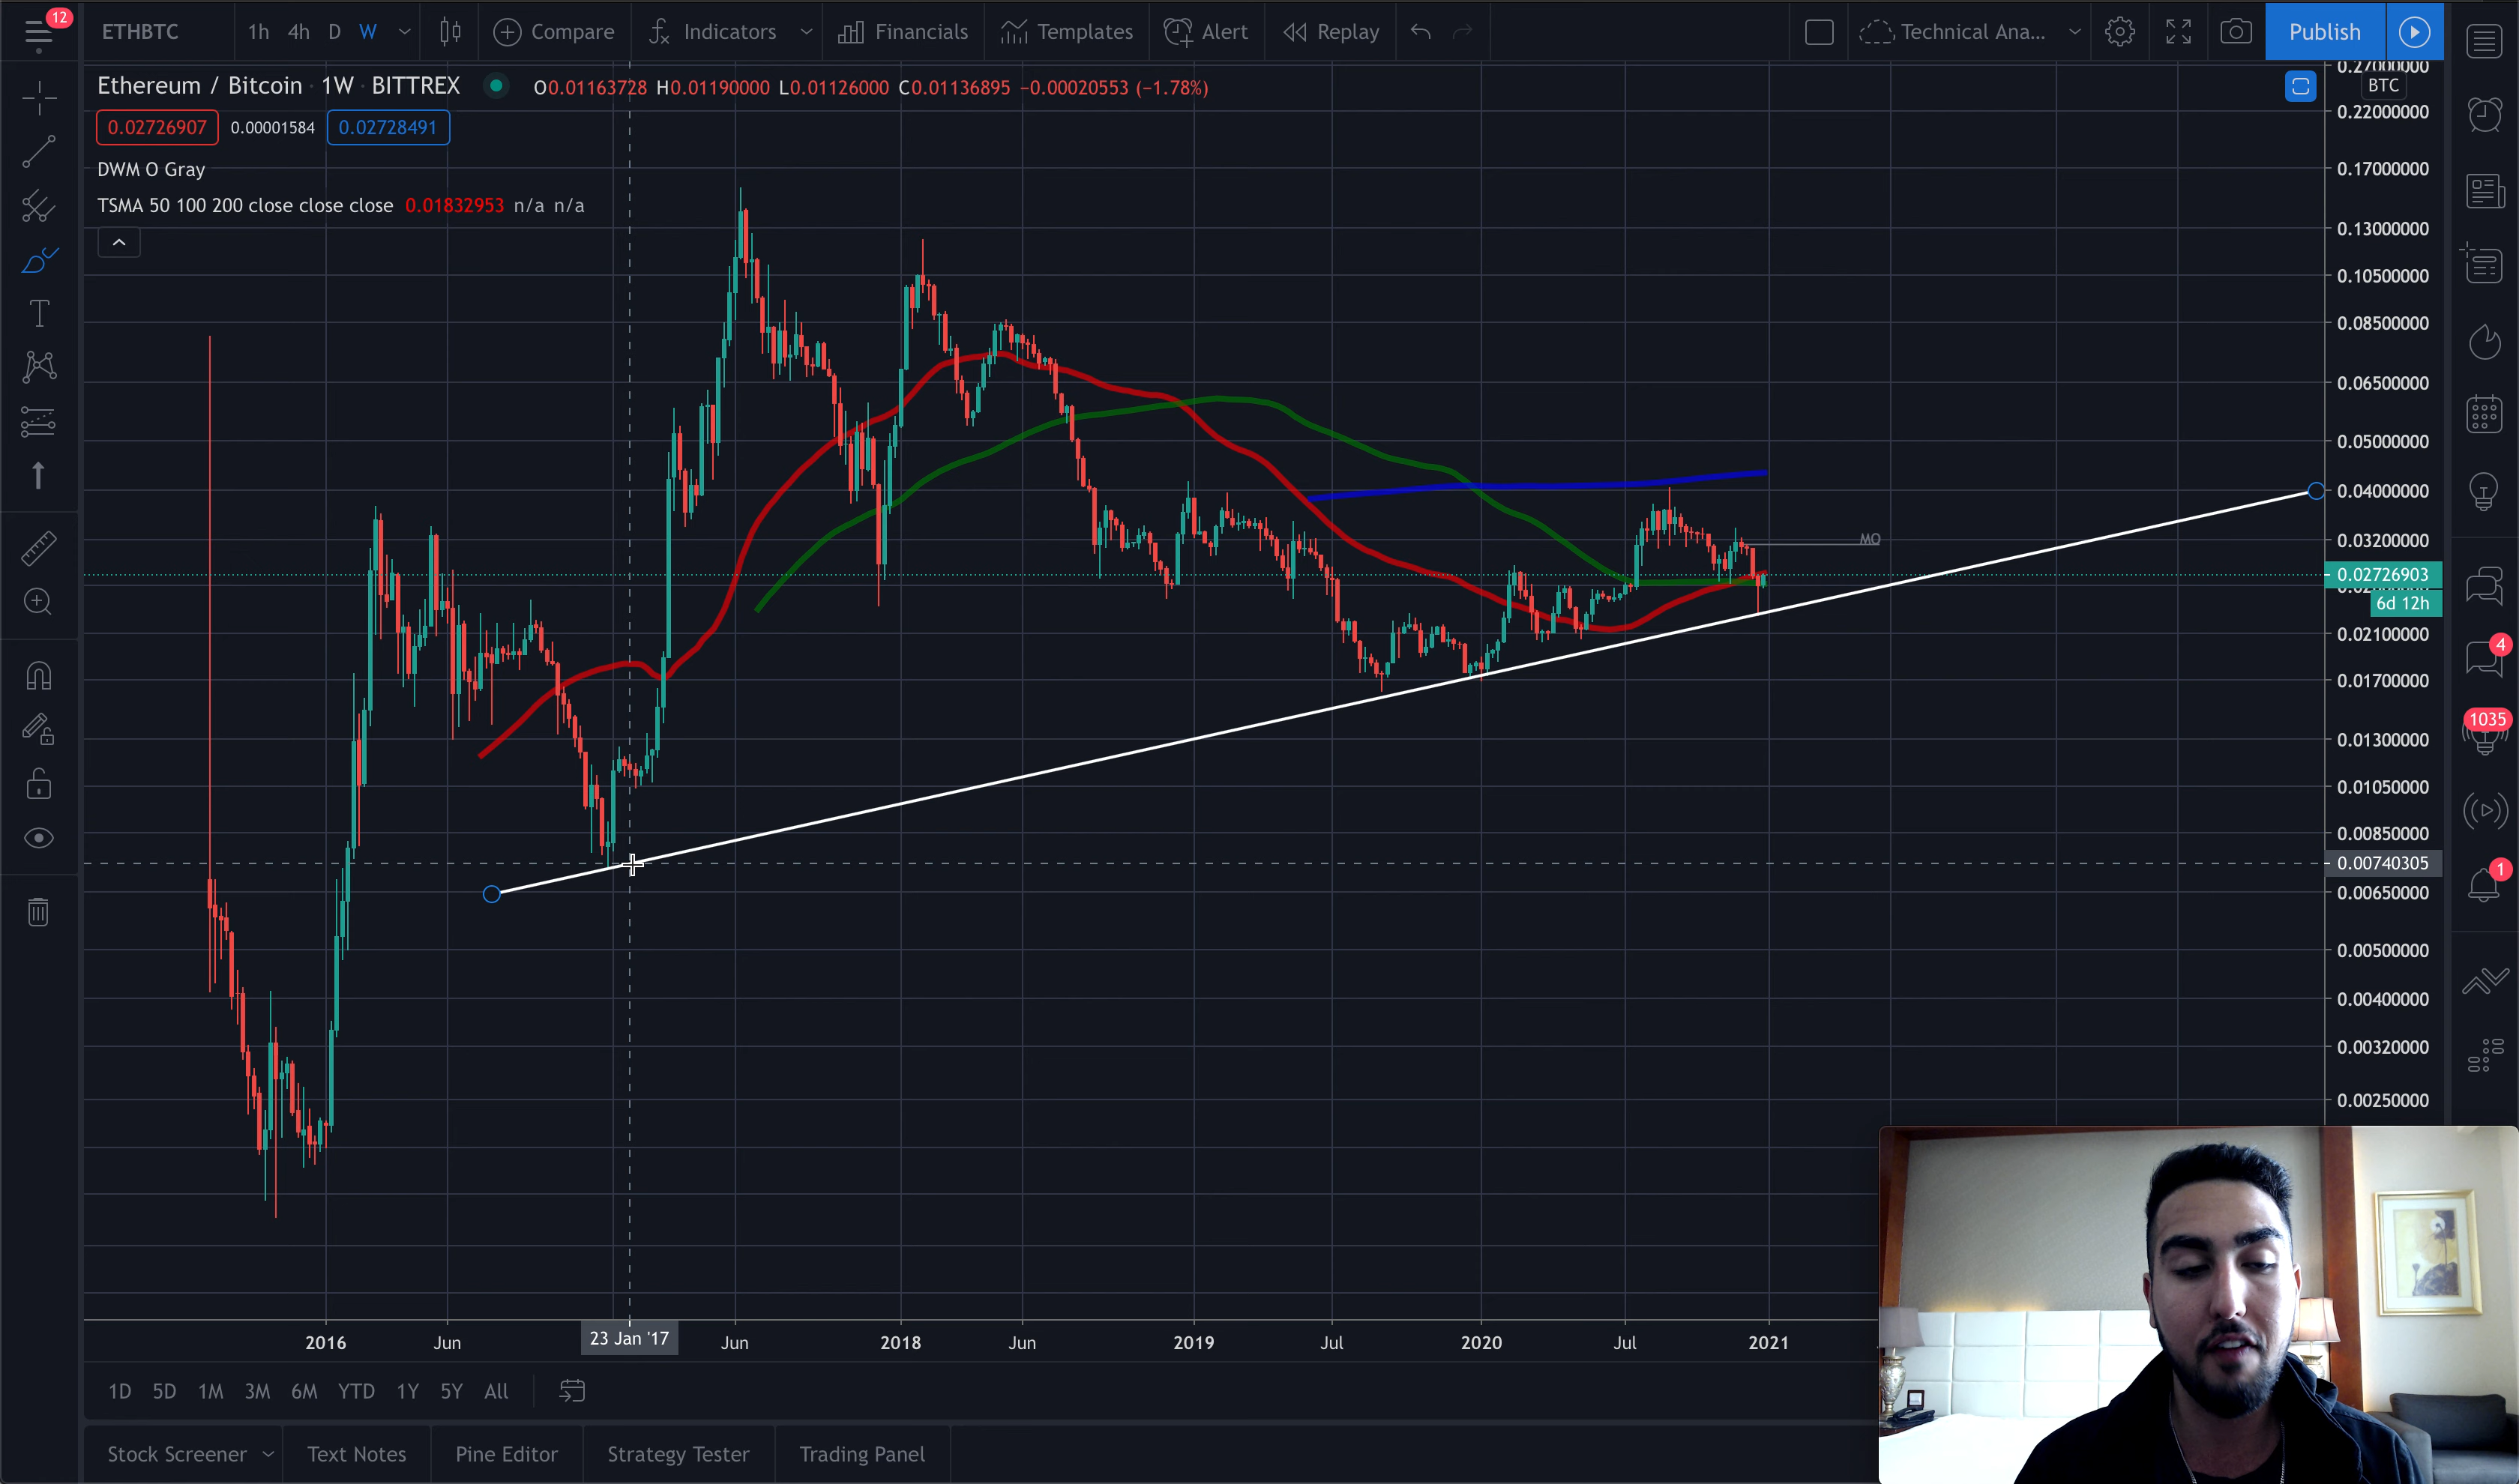 12 ETHBTC 1h 4h D W Compare Indicators Financials Templates Alert Replay Technical Ana... Publish
Ethereum / Bitcoin · 1W · BITTREX O0.01163728 H0.01190000 L0.01126000 C0.01136895 −0.00020553 (−1.78%)
0.02726907 0.00001584 0.02728491
DWM O Gray
TSMA 50 100 200 close close close 0.01832953 n/a n/a
0.27000000
BTC
0.22000000
0.17000000
0.13000000
0.10500000
0.08500000
0.06500000
0.05000000
0.04000000
MO
0.03200000
0.02726903
6d 12h
0.02100000
4
0.01700000
1035
0.01300000
0.01050000
0.00850000
0.00740305
1
0.00650000
0.00500000
0.00400000
0.00320000
0.00250000
2016 Jun 23 Jan '17 Jun 2018 Jun 2019 Jul 2020 Jul 2021
1D 5D 1M 3M 6M YTD 1Y 5Y All
Stock Screener Text Notes Pine Editor Strategy Tester Trading Panel